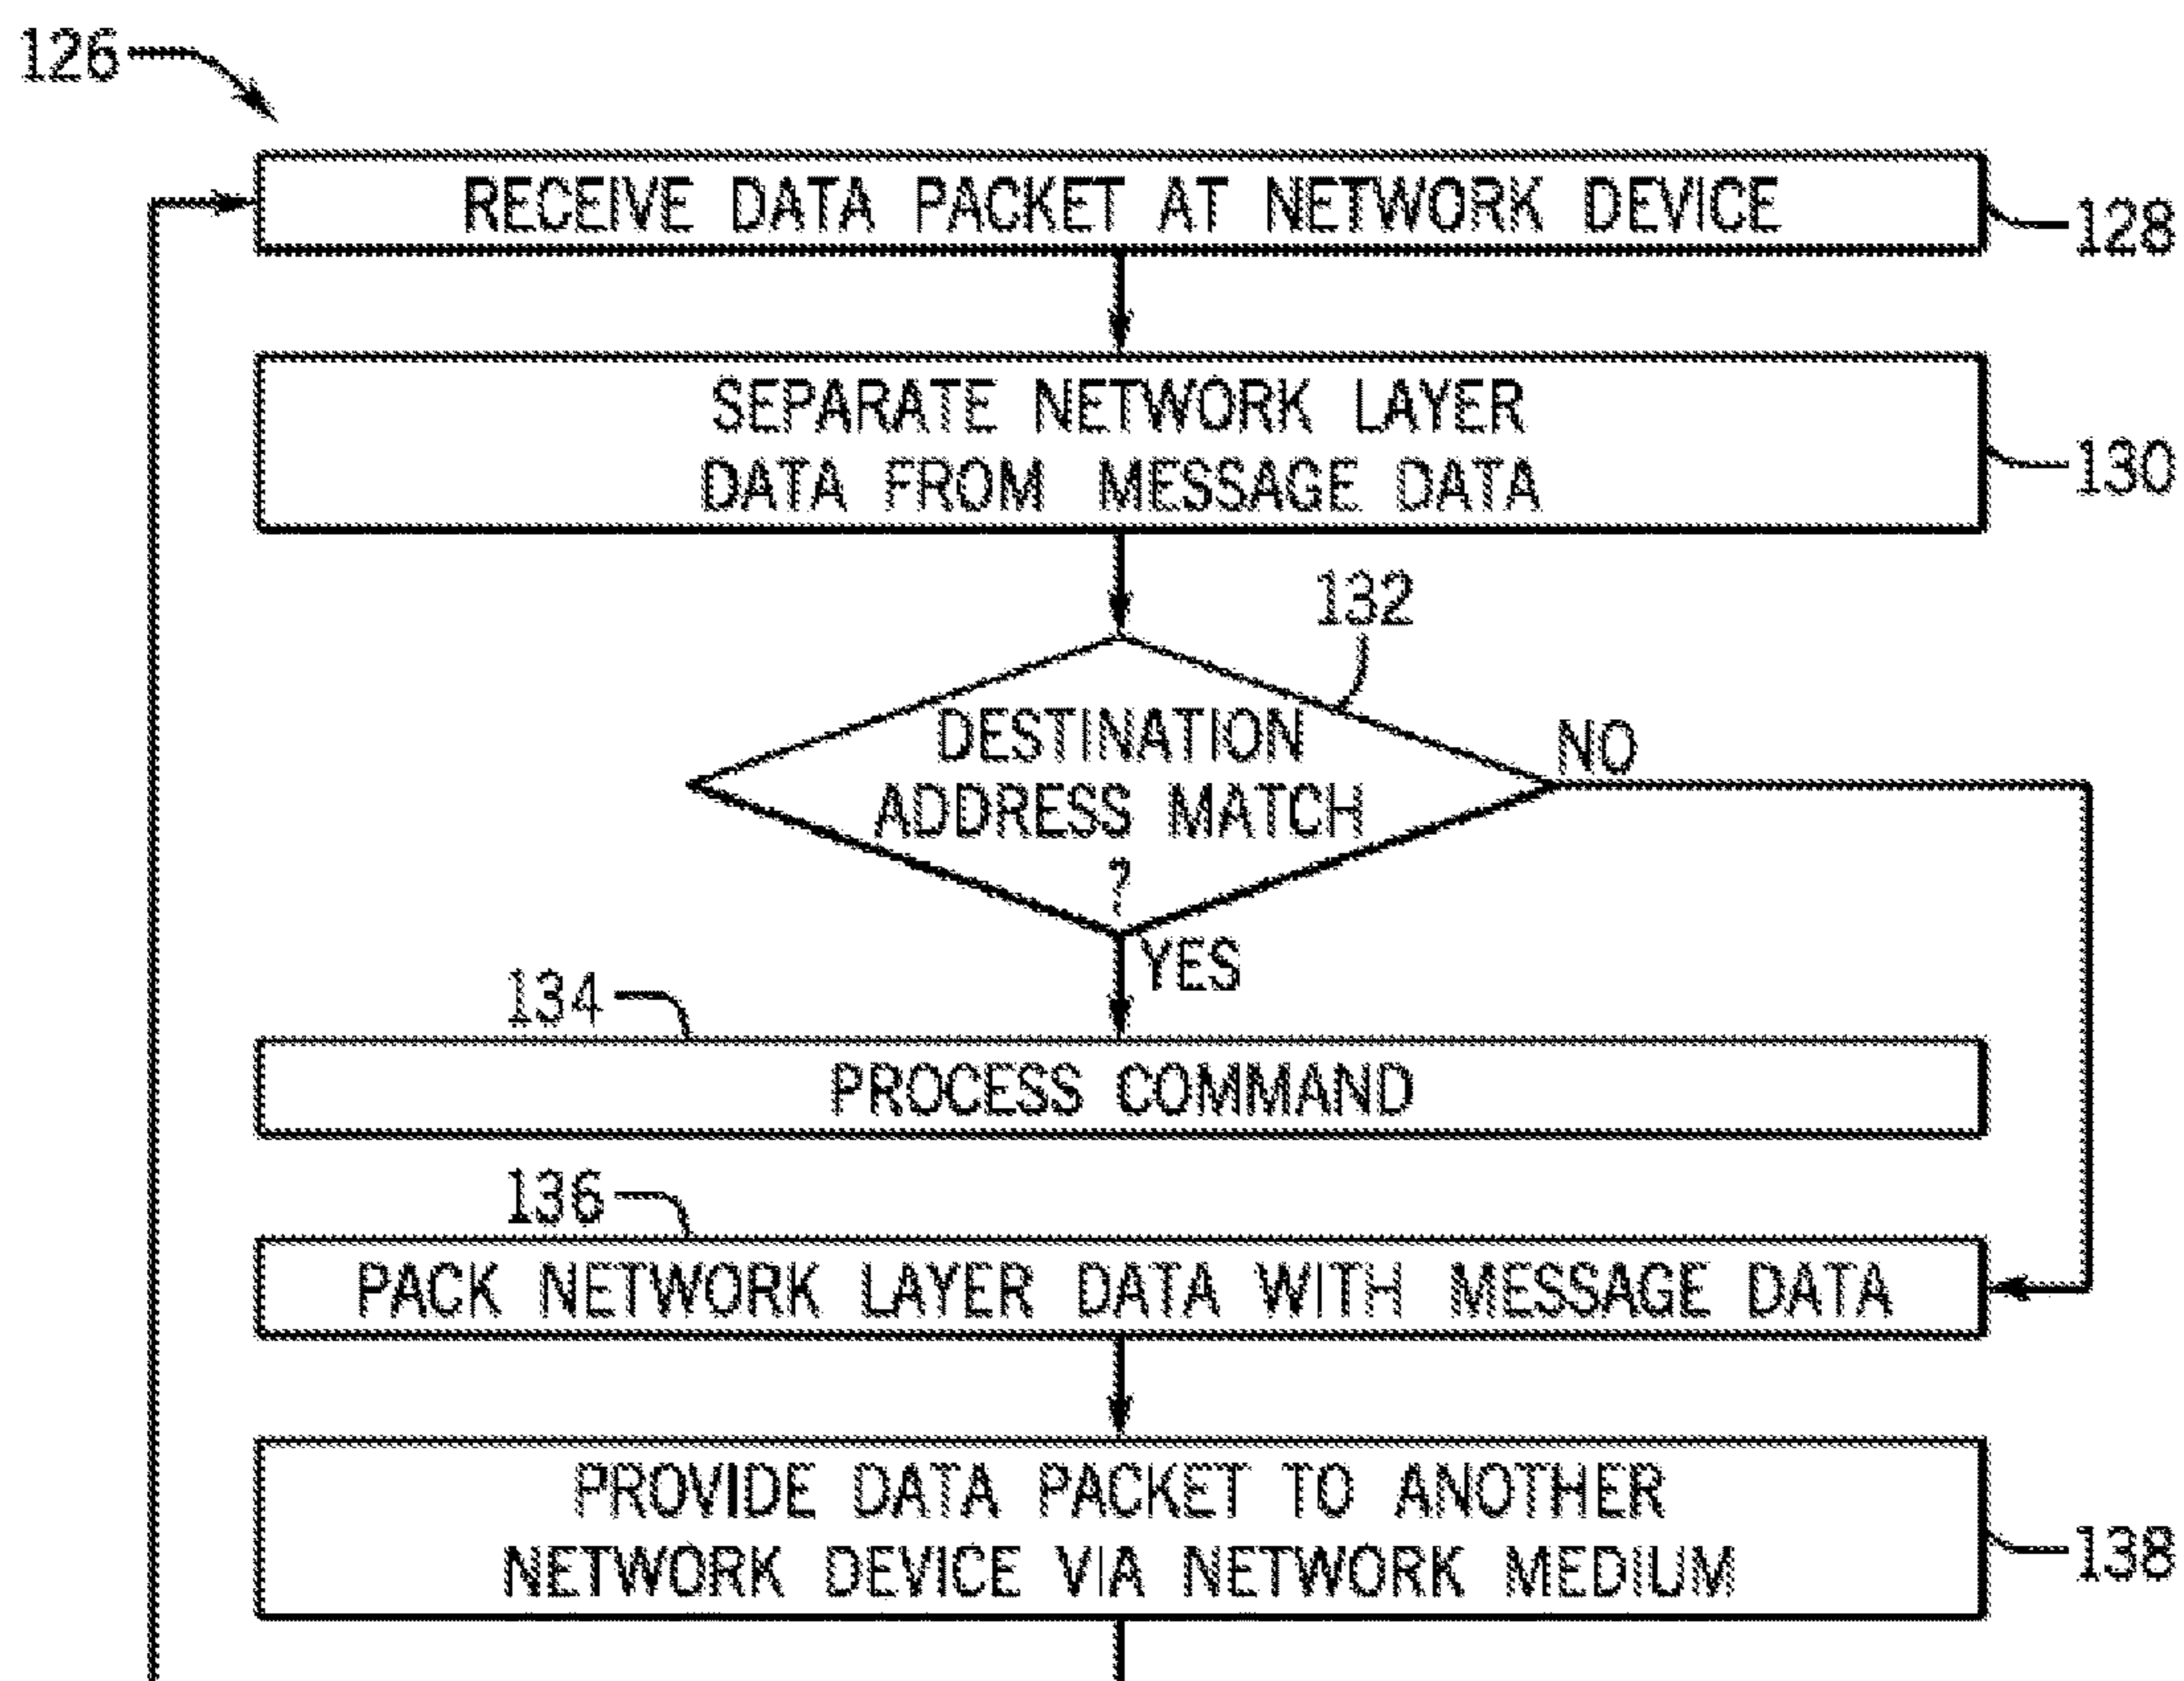 126
RECEIVE DATA PACKET AT NETWORK DEVICE
128
SEPARATE NETWORK LAYER
DATA FROM MESSAGE DATA
130
132
DESTINATION
ADDRESS MATCH
?
NO
YES
134
PROCESS COMMAND
136
PACK NETWORK LAYER DATA WITH MESSAGE DATA
PROVIDE DATA PACKET TO ANOTHER
NETWORK DEVICE VIA NETWORK MEDIUM
138